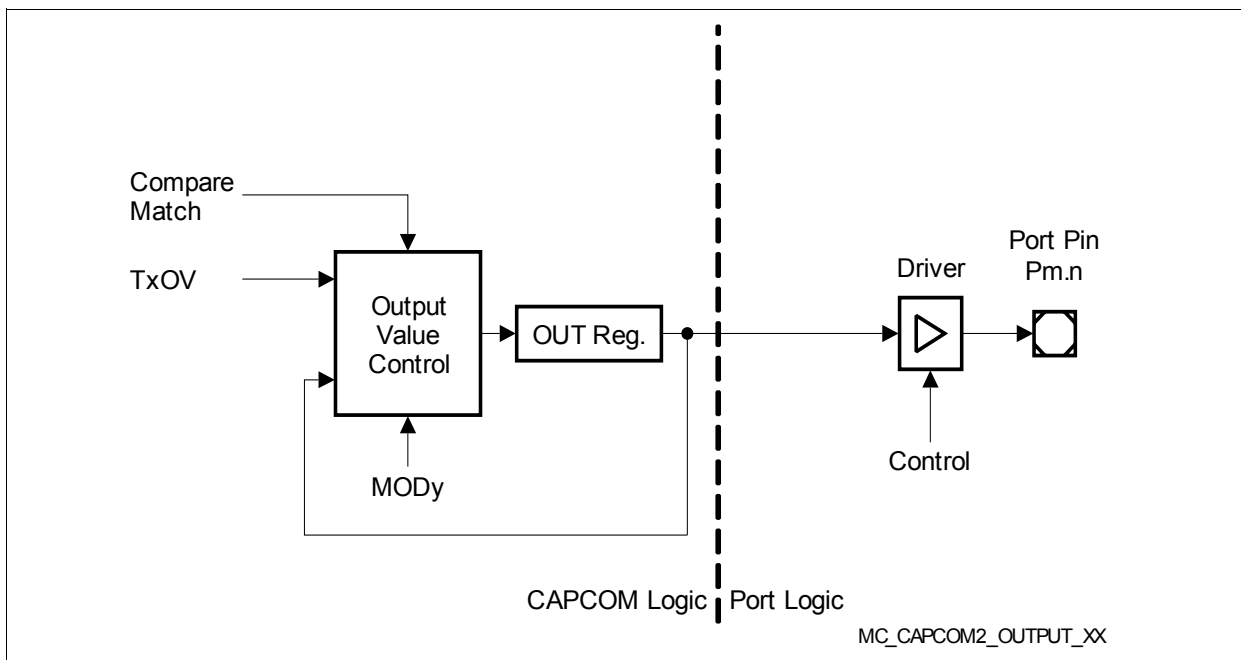 Compare
Match
TxOV
Output
Value
Control
OUT Reg.
MODy
Driver
Port Pin
Pm.n
Control
CAPCOM Logic
Port Logic
MC_CAPCOM2_OUTPUT_XX